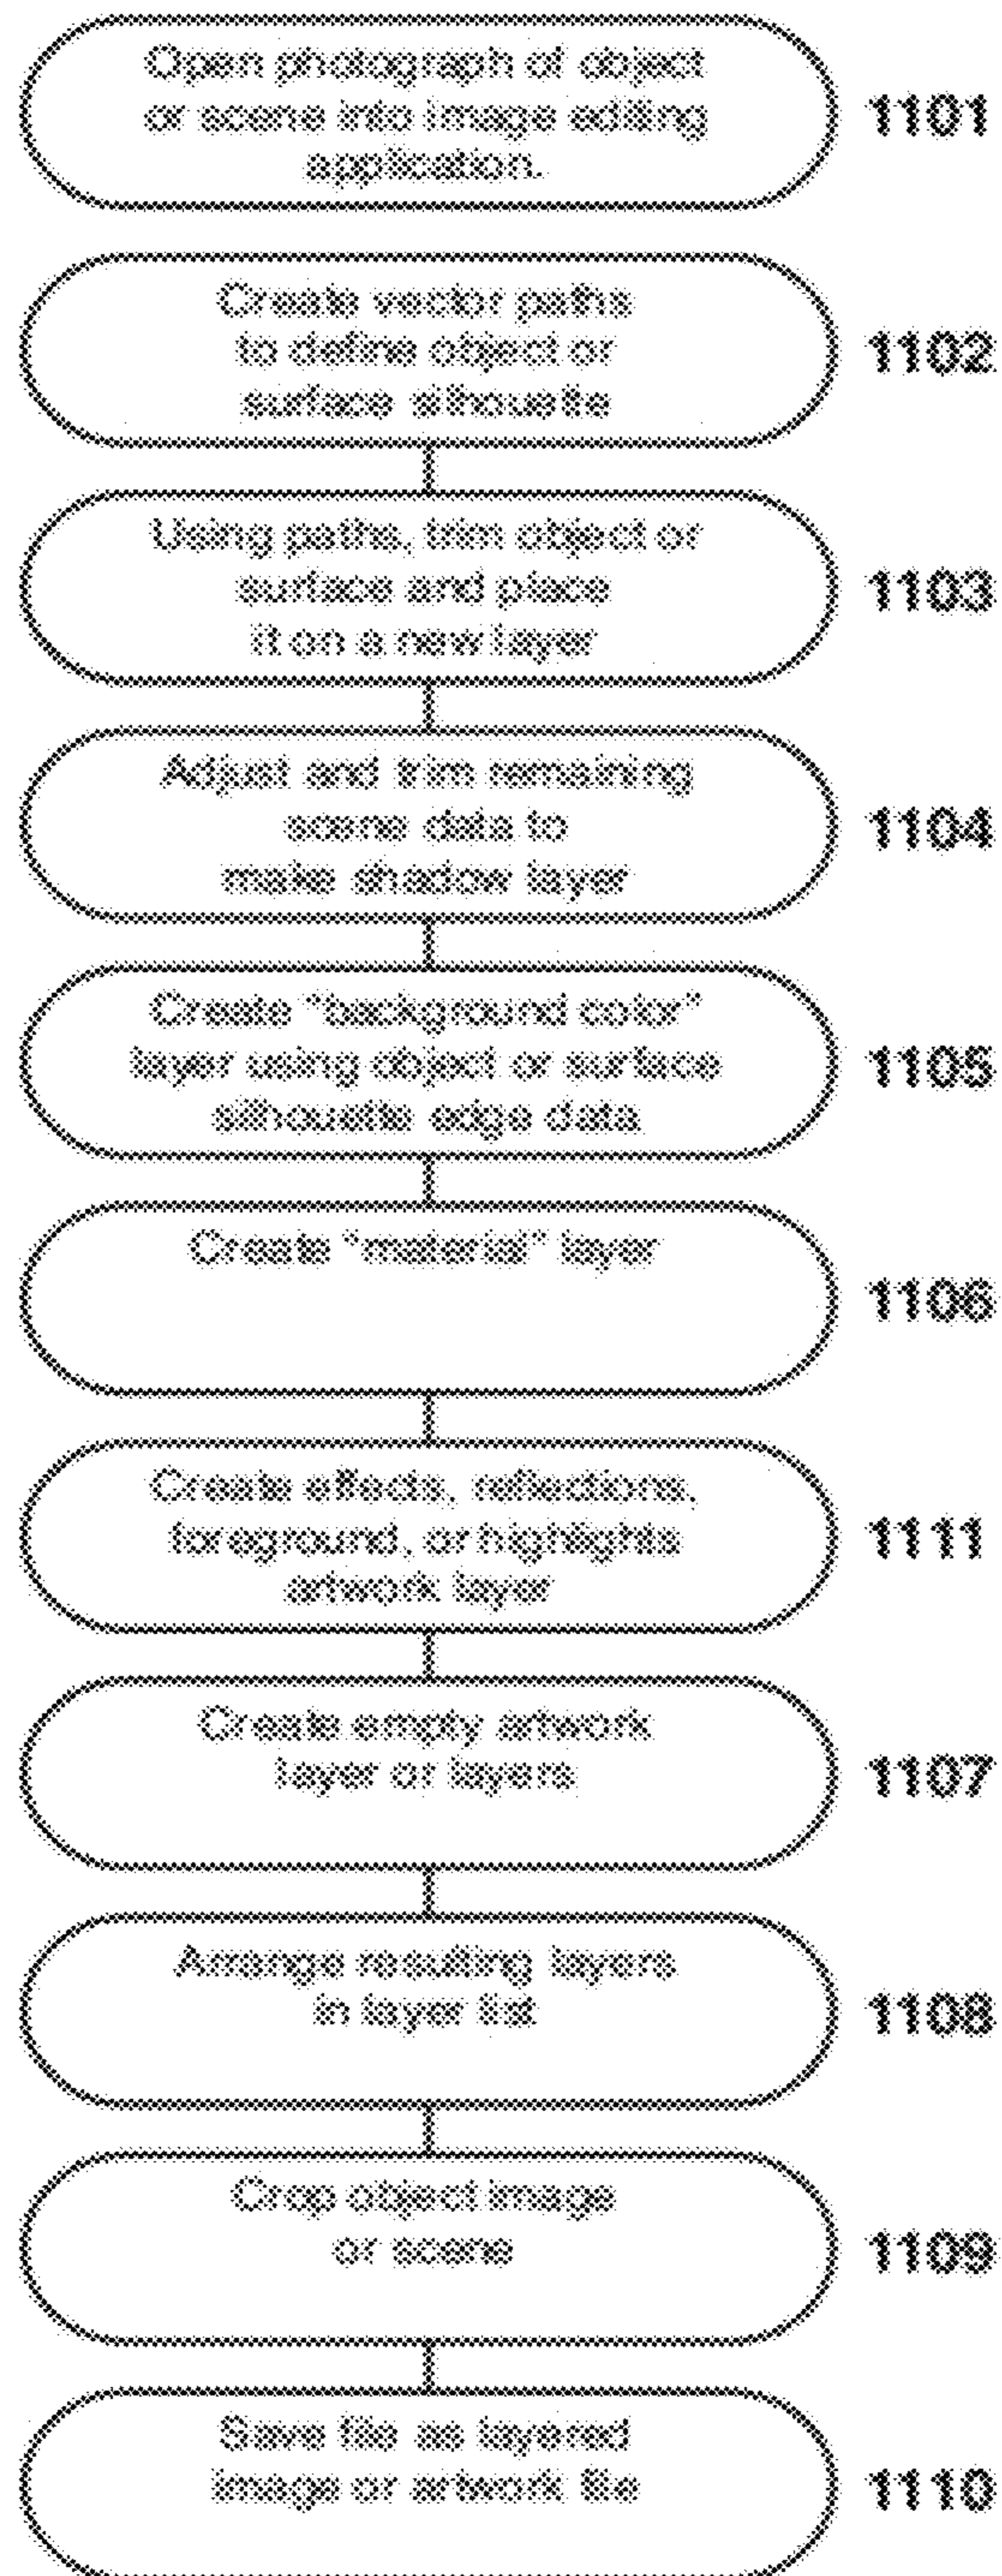 Open photograph of object
or scene into image editing
application.
1101
Create vector paths
to define object or
surface silhouette
1102
Using paths, trim object or
surface and place
it on a new layer
1103
Adjust and trim remaining
scene data to
make shadow layer
1104
Create "background color"
layer using object or surface
silhouette edge data
1105
Create "material" layer
1106
Create effects, reflections,
foreground, or highlights
artwork layer
1111
Create empty artwork
layer or layers
1107
Arrange resulting layers
in layer list
1108
Crop object image
or scene
1109
Save file as layered
image or artwork file
1110